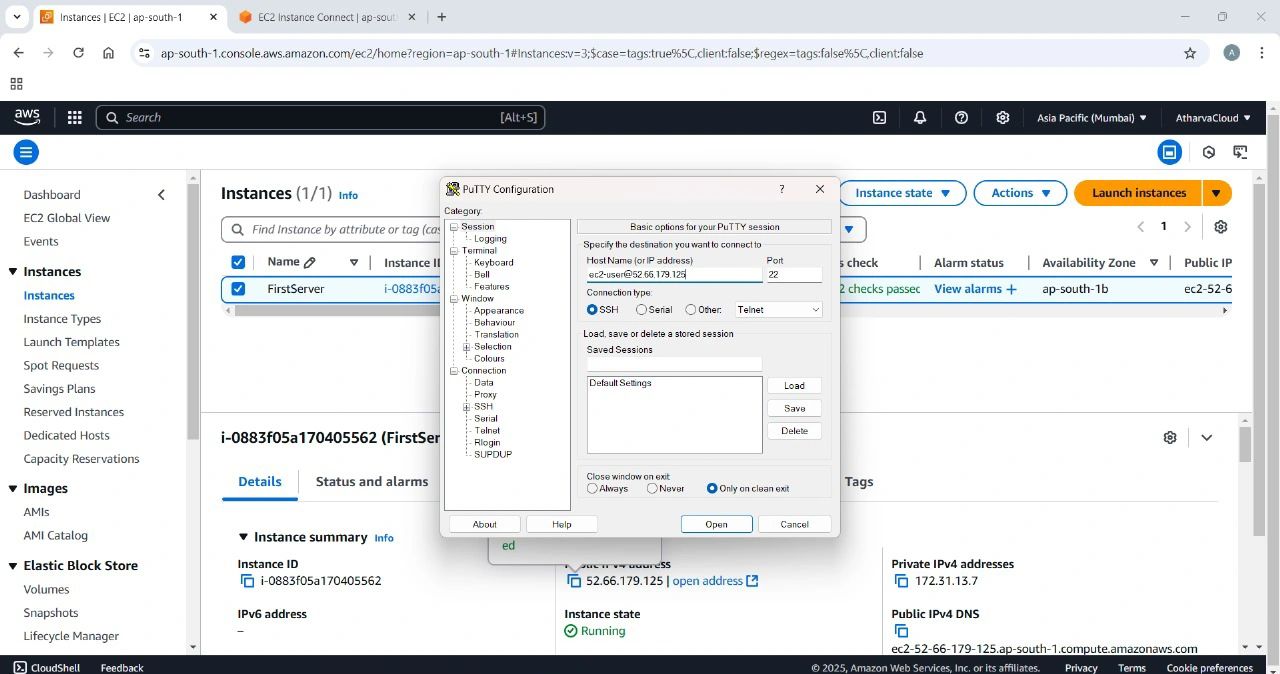 Instances | EC2 | ap-south-1
EC2 Instance Connect | ap-sout
ap-south-1.console.aws.amazon.com/ec2/home?region=ap-south-1#Instances:v=3;$case=tags:true%5C,client:false;$regex=tags:false%5C,client:false
A
aws
Search
[Alt+S]
Asia Pacific (Mumbai)
AtharvaCloud
Dashboard
EC2 Global View
Events
Instances
Instances
Instance Types
Launch Templates
Spot Requests
Savings Plans
Reserved Instances
Dedicated Hosts
Capacity Reservations
Images
AMIs
AMI Catalog
Elastic Block Store
Volumes
Snapshots
Lifecycle Manager
Instances (1/1) Info
Instance state
Actions
Launch instances
Find Instance by attribute or tag (cas
1
Name
Instance I
s check
Alarm status
Availability Zone
Public IP
FirstServer
i-0883f05a
2 checks passec
View alarms +
ap-south-1b
ec2-52-6
PuTTY Configuration
?
Category:
Session
Logging
Terminal
Keyboard
Bell
Features
Window
Appearance
Behaviour
Translation
Selection
Colours
Connection
Data
Proxy
SSH
Serial
Telnet
Rlogin
SUPDUP
Basic options for your PuTTY session
Specify the destination you want to connect to
Host Name (or IP address)
Port
ec2-user@52.66.179.125
22
Connection type:
SSH
Serial
Other:
Telnet
Load, save or delete a stored session
Saved Sessions
Default Settings
Load
Save
Delete
Close window on exit
Always
Never
Only on clean exit
About
Help
Open
Cancel
i-0883f05a170405562 (FirstSer
Details
Status and alarms
Tags
ed
Instance summary Info
Instance ID
i-0883f05a170405562
IPv6 address
–
52.66.179.125 | open address
Instance state
Running
Private IPv4 addresses
172.31.13.7
Public IPv4 DNS
ec2-52-66-179-125.ap-south-1.compute.amazonaws.com
CloudShell
Feedback
© 2025, Amazon Web Services, Inc. or its affiliates.
Privacy
Terms
Cookie preferences